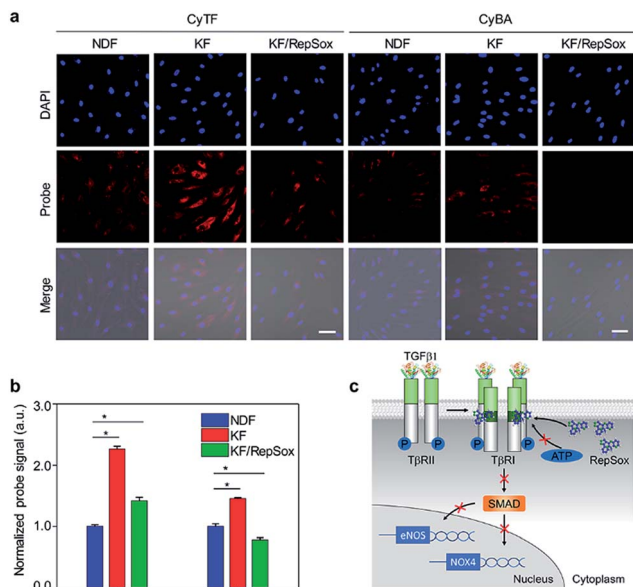 a
CyTF
CyBA
NDF
KF
KF/RepSox
NDF
KF
KF/RepSox
DAPI
Probe
Merge
b
Normalized probe signal (a.u.)
3.0
2.0
1.0
0.0
*
*
*
*
NDF
KF
KF/RepSox
c
TGFβ1
P
P
P
P
TβRII
TβRI
ATP
RepSox
SMAD
eNOS
NOX4
Nucleus
Cytoplasm